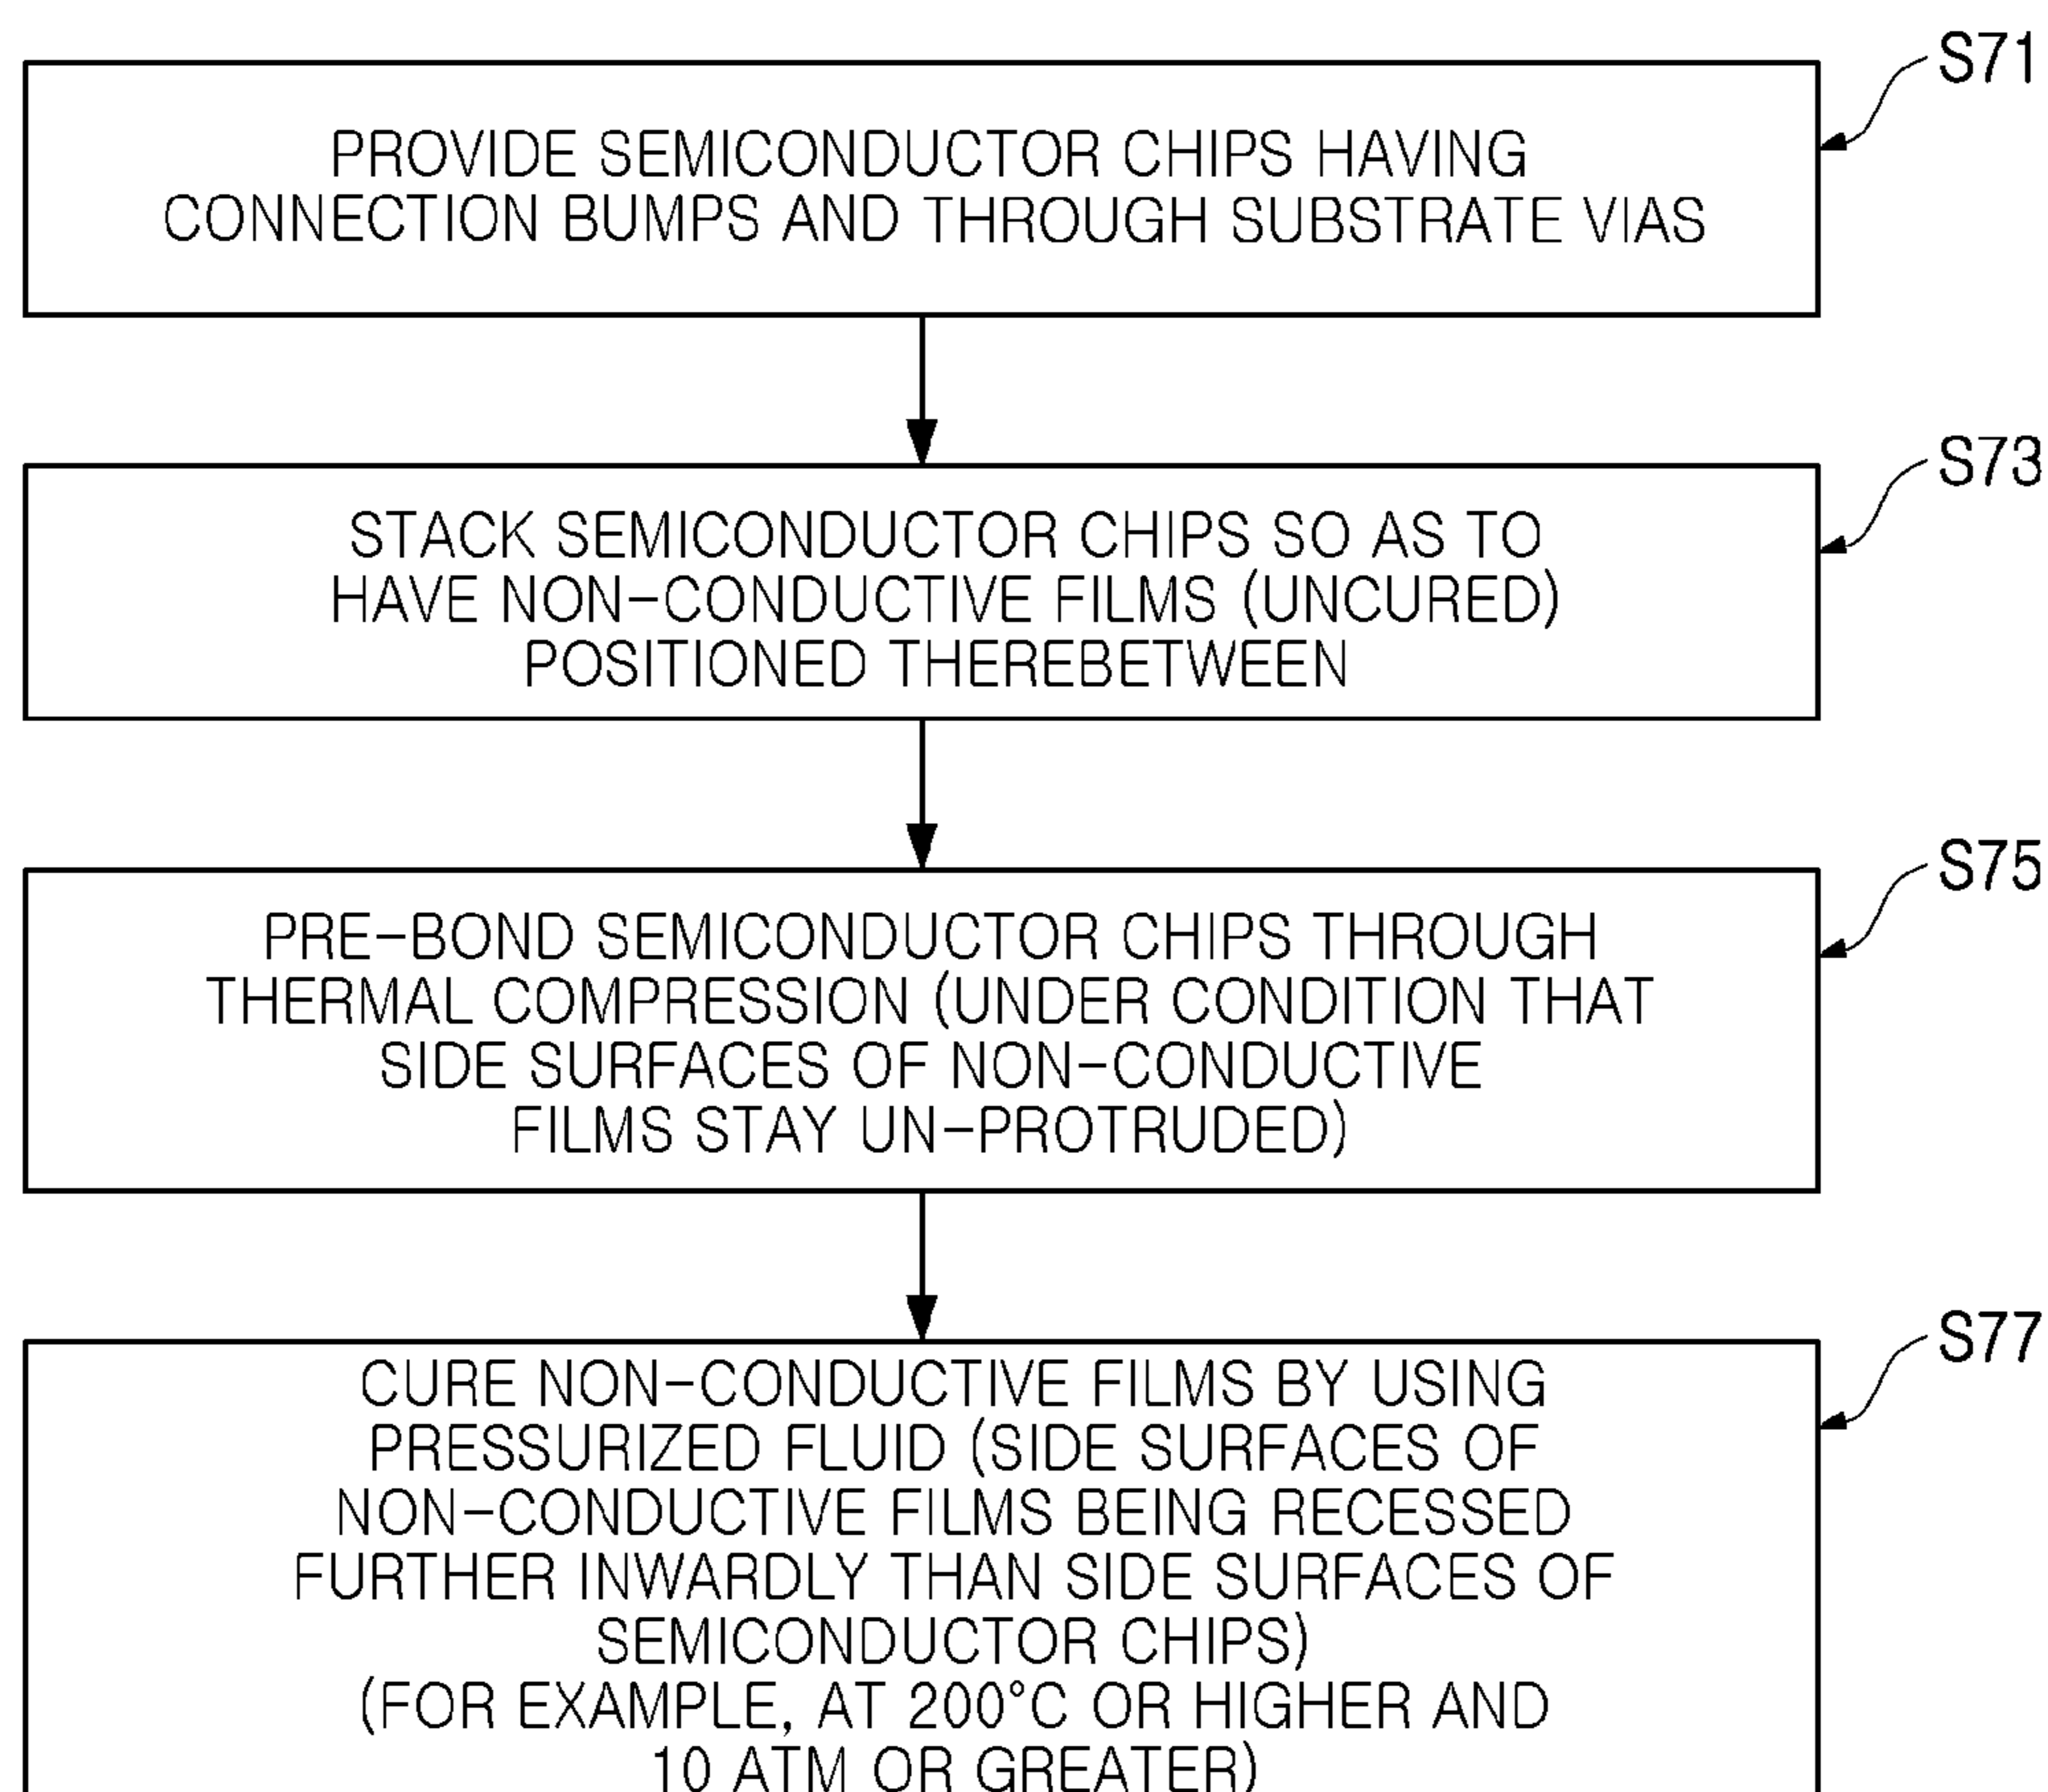 S71
PROVIDE SEMICONDUCTOR CHIPS HAVING
CONNECTION BUMPS AND THROUGH SUBSTRATE VIAS
S73
STACK SEMICONDUCTOR CHIPS SO AS TO
HAVE NON-CONDUCTIVE FILMS (UNCURED)
POSITIONED THEREBETWEEN
S75
PRE-BOND SEMICONDUCTOR CHIPS THROUGH
THERMAL COMPRESSION (UNDER CONDITION THAT
SIDE SURFACES OF NON-CONDUCTIVE
FILMS STAY UN-PROTRUDED)
S77
CURE NON-CONDUCTIVE FILMS BY USING
PRESSURIZED FLUID (SIDE SURFACES OF
NON-CONDUCTIVE FILMS BEING RECESSED
FURTHER INWARDLY THAN SIDE SURFACES OF
SEMICONDUCTOR CHIPS)
(FOR EXAMPLE, AT 200°C OR HIGHER AND
10 ATM OR GREATER)